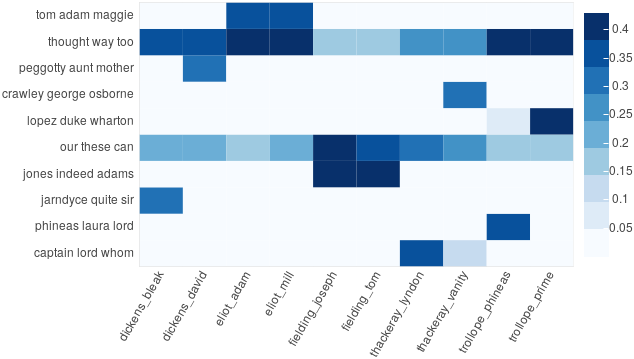 tom adam maggie
thought way too
peggotty aunt mother
crawley george osborne
lopez duke wharton
our these can
jones indeed adams
jarndyce quite sir
phineas laura lord
captain lord whom
dickens_bleak
dickens_david
eliot_adam
eliot_mill
fielding_joseph
fielding_tom
thackeray_lyndon
thackeray_vanity
trollope_phineas
trollope_prime
0.4
0.35
0.3
0.25
0.2
0.15
0.1
0.05